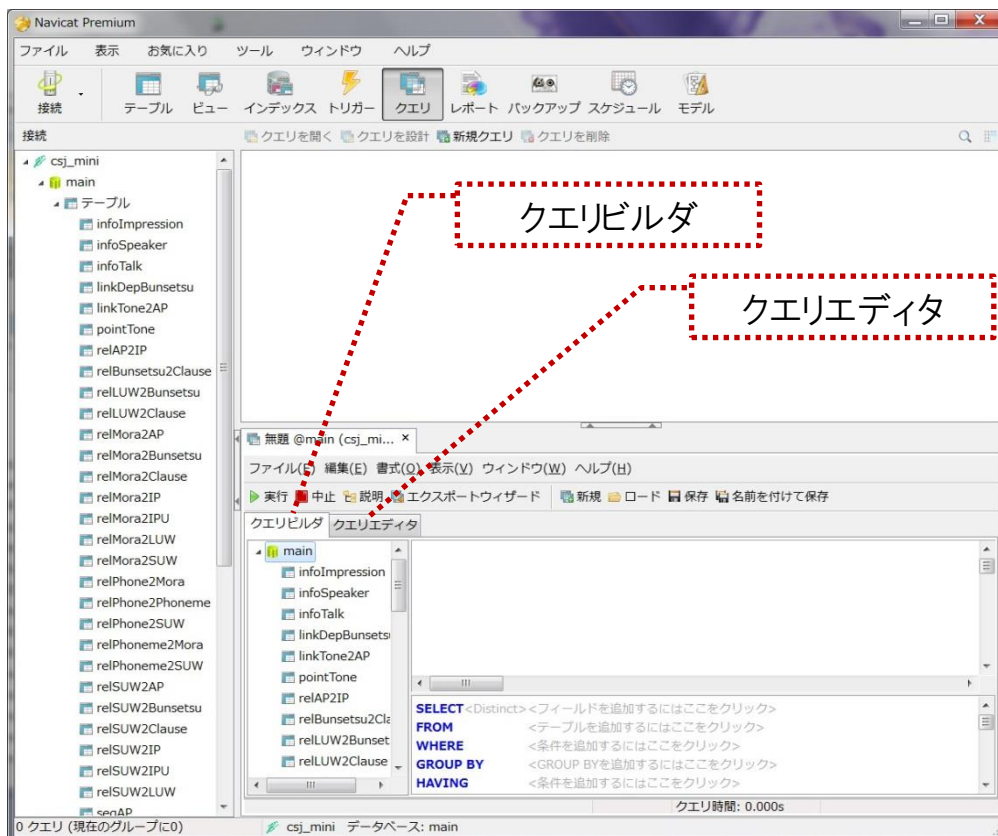 Navicat Premium
ファイル 表示 お気に入り ツール ウィンドウ ヘルプ
接続 テーブル ビュー インデックス トリガー クエリ レポート バックアップ スケジュール モデル
接続 クエリを開く クエリを設計 新規クエリ クエリを削除
csj_mini
main
テーブル
infoImpression
infoSpeaker
infoTalk
linkDepBunsetsu
linkTone2AP
pointTone
relAP2IP
relBunsetsu2Clause
relLUW2Bunsetsu
relLUW2Clause
relMora2AP
relMora2Bunsetsu
relMora2Clause
relMora2IP
relMora2IPU
relMora2LUW
relMora2SUW
relPhone2Mora
relPhone2Phoneme
relPhone2SUW
relPhoneme2Mora
relPhoneme2SUW
relSUW2AP
relSUW2Bunsetsu
relSUW2Clause
relSUW2IP
relSUW2IPU
relSUW2LUW
segAP
クエリビルダ
クエリエディタ
無題 @main (csj_mi... ×
ファイル(F) 編集(E) 書式(O) 表示(V) ウィンドウ(W) ヘルプ(H)
実行 中止 説明 エクスポートウィザード 新規 ロード 保存 名前を付けて保存
クエリビルダ クエリエディタ
main
infoImpression
infoSpeaker
infoTalk
linkDepBunsetsu
linkTone2AP
pointTone
relAP2IP
relBunsetsu2Cla
relLUW2Bunset
relLUW2Clause
SELECT <Distinct> <フィールドを追加するにはここをクリック>
FROM <テーブルを追加するにはここをクリック>
WHERE <条件を追加するにはここをクリック>
GROUP BY <GROUP BYを追加するにはここをクリック>
HAVING <条件を追加するにはここをクリック>
クエリ時間: 0.000s
0 クエリ (現在のグループに0) csj_mini データベース: main